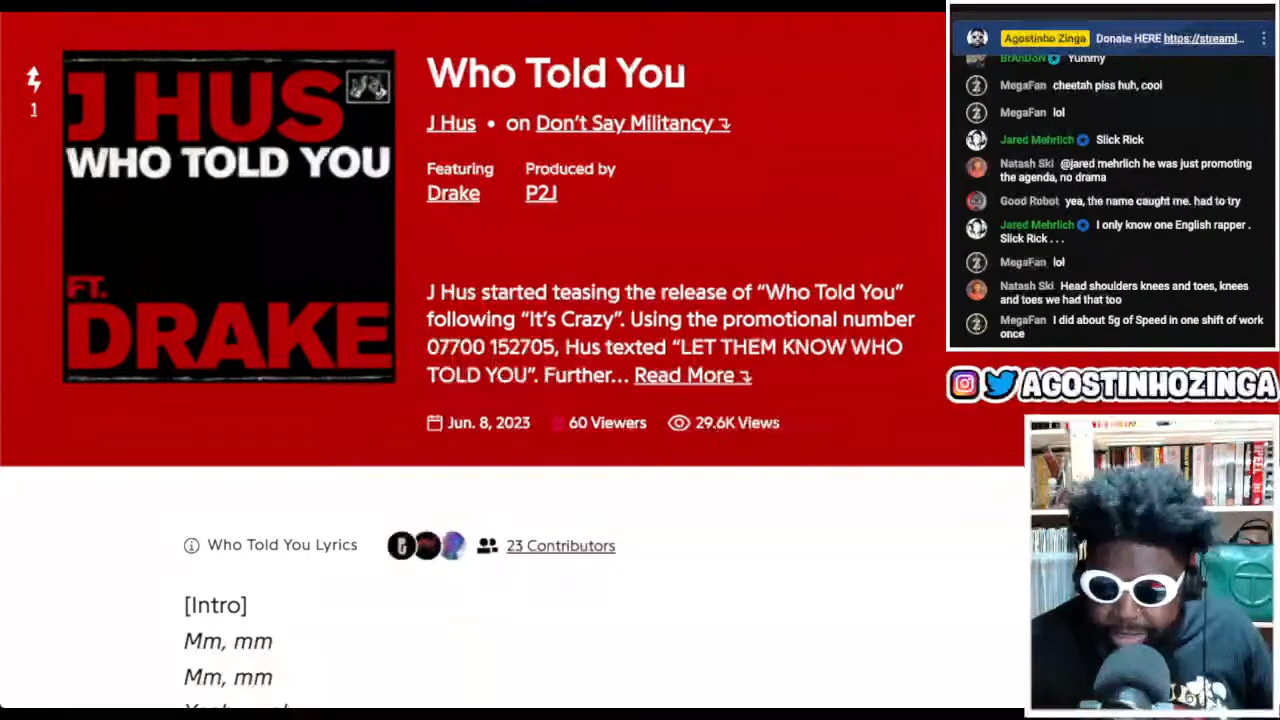 1
J HUS
WHO TOLD YOU
FT.
DRAKE
Who Told You
J Hus • on Don't Say Militancy
Featuring
Drake
Produced by
P2J
J Hus started teasing the release of “Who Told You”
following “It's Crazy”. Using the promotional number
07700 152705, Hus texted “LET THEM KNOW WHO
TOLD YOU”. Further... Read More
Jun. 8, 2023
60 Viewers
29.6K Views
Who Told You Lyrics
23 Contributors
[Intro]
Mm, mm
Mm, mm
Agostinho Zinga Donate HERE https://streaml...
BrAnDoN Yummy
MegaFan cheetah piss huh, cool
MegaFan lol
Jared Mehrlich Slick Rick
Natash Ski @jared mehrlich he was just promoting
the agenda, no drama
Good Robot yea, the name caught me. had to try
Jared Mehrlich I only know one English rapper .
Slick Rick . . .
MegaFan lol
Natash Ski Head shoulders knees and toes, knees
and toes we had that too
MegaFan I did about 5g of Speed in one shift of work
once
AGOSTINHOZINGA